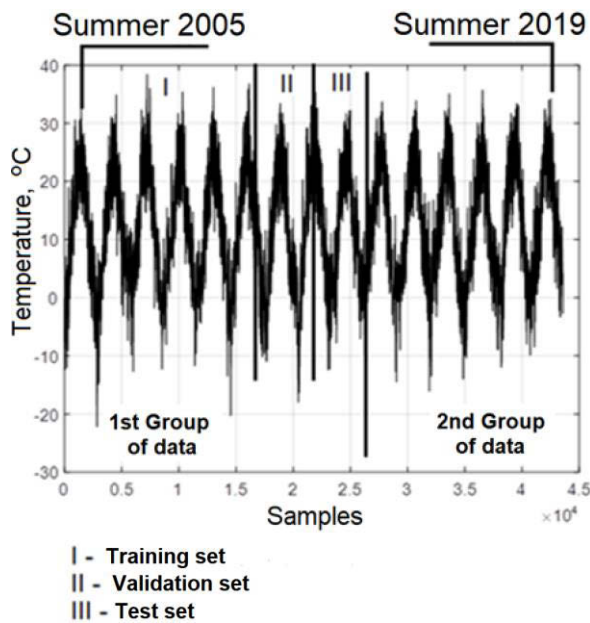 Summer 2005 Summer 2019
40
30
20
10
0
-10
-20
-30
Temperature, ºC
I II III
1st Group 2nd Group
of data of data
0 0.5 1 1.5 2 2.5 3 3.5 4 4.5
Samples ×10⁴
I - Training set
II - Validation set
III - Test set